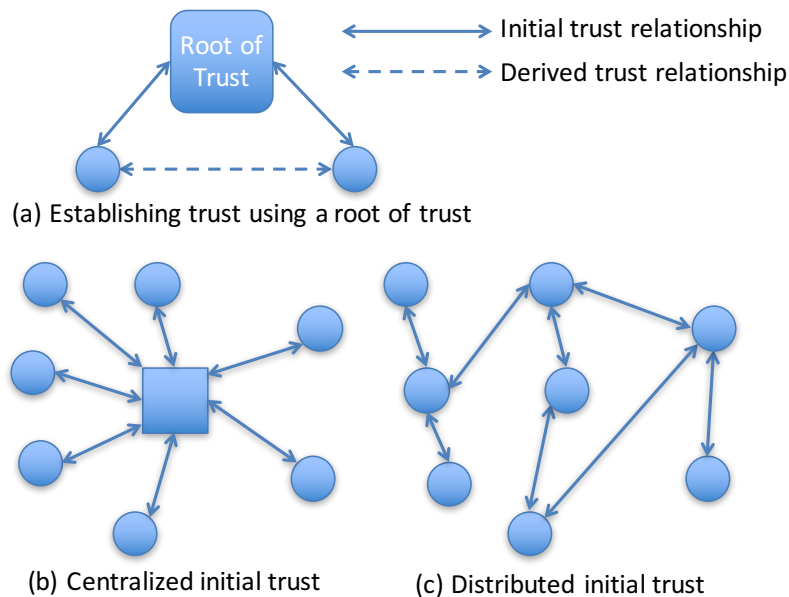 Root of
Trust
Initial trust relationship
Derived trust relationship
(a) Establishing trust using a root of trust
(b) Centralized initial trust
(c) Distributed initial trust